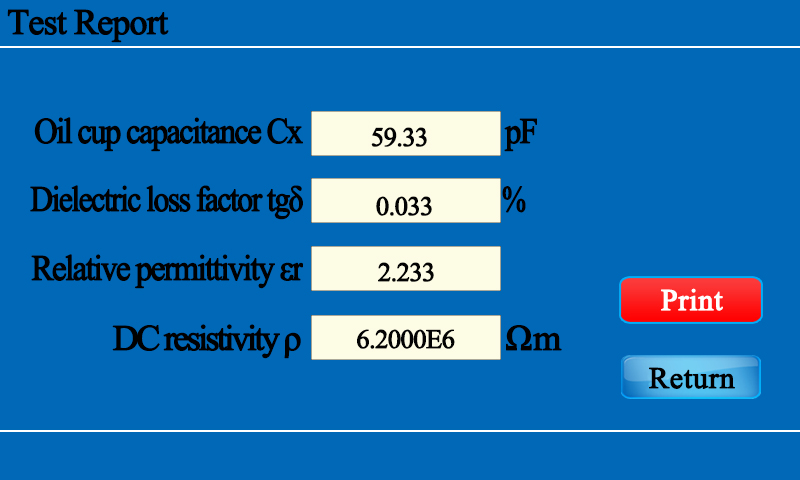 Test Report
Oil cup capacitance Cx 59.33 pF
Dielectric loss factor tgδ 0.033 %
Relative permittivity εr 2.233
Print
DC resistivity ρ 6.2000E6 Ωm
Return